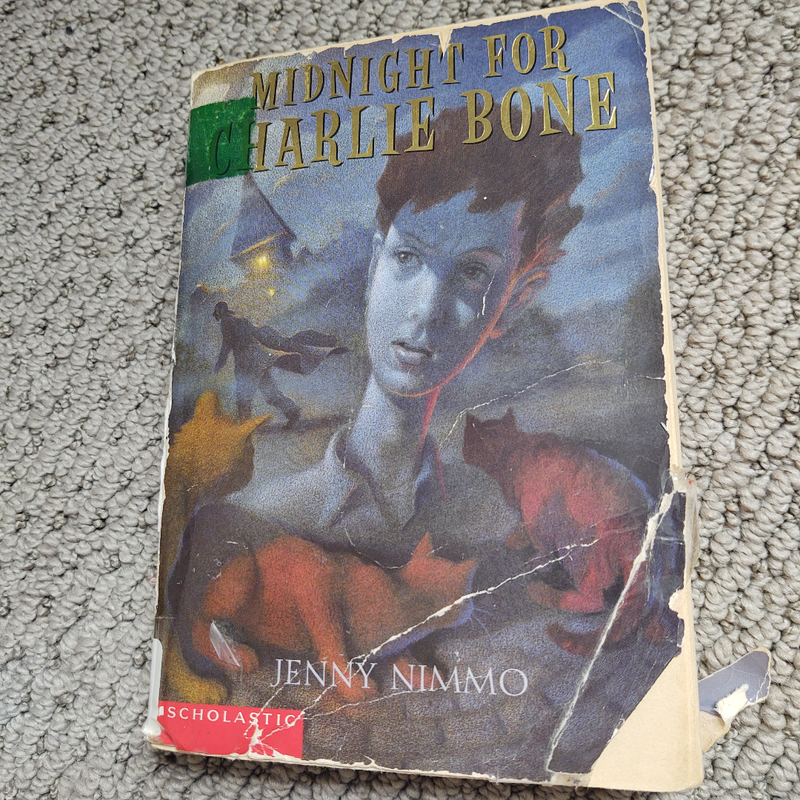 MIDNIGHT FOR
CHARLIE BONE
JENNY NIMMO
SCHOLASTIC